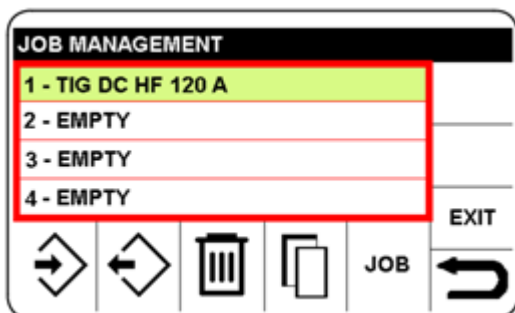 JOB MANAGEMENT
1 - TIG DC HF 120 A
2 - EMPTY
3 - EMPTY
4 - EMPTY
EXIT
JOB